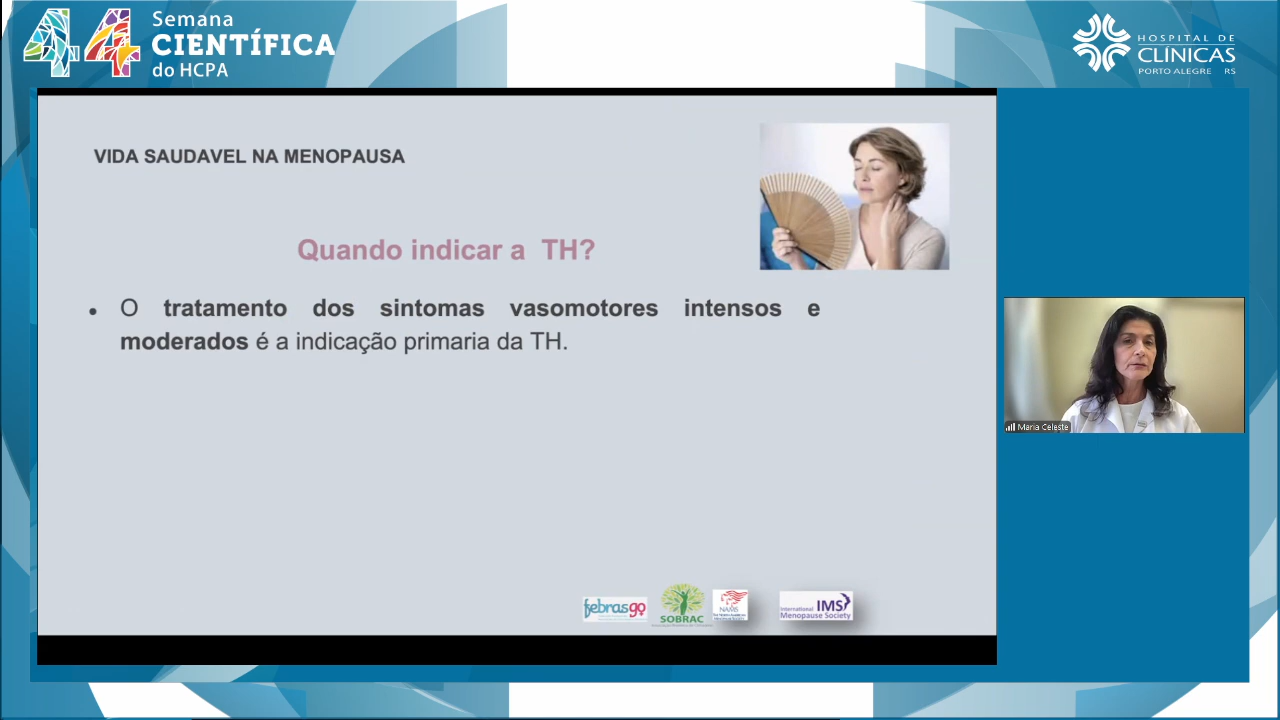 44 Semana
CIENTÍFICA
do HCPA
HOSPITAL DE
CLÍNICAS
PORTO ALEGRE RS
VIDA SAUDAVEL NA MENOPAUSA
Quando indicar a TH?
• O tratamento dos sintomas vasomotores intensos e
moderados é a indicação primaria da TH.
Maria Celeste
febrasgo
SOBRAC
NAMS
International IMS
Menopause Society